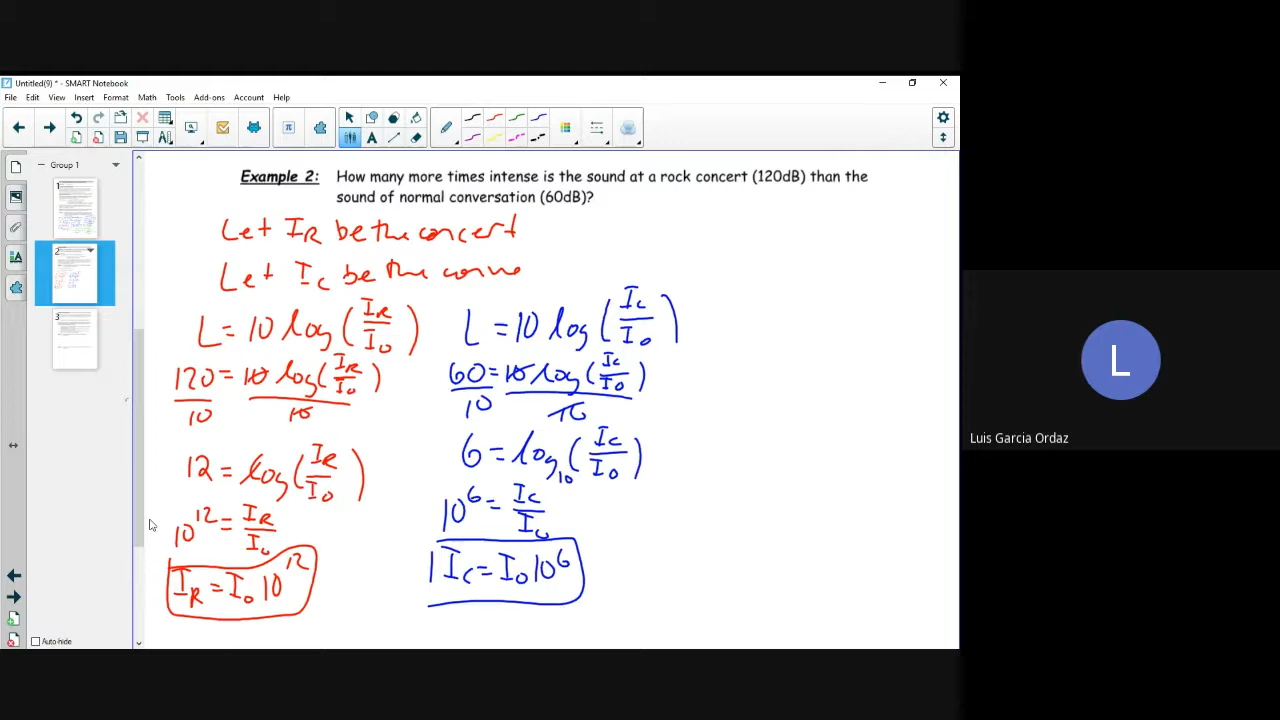 Untitled(9) * - SMART Notebook
File Edit View Insert Format Math Tools Add-ons Account Help
Group 1
1
2
3
Example 2: How many more times intense is the sound at a rock concert (120dB) than the
sound of normal conversation (60dB)?
Let I_R be the concert
Let I_C be the conve
L = 10 log (I_R/I_0)
120/10 = 10 log(I_R/I_0)/10
12 = log(I_R/I_0)
10^12 = I_R/I_0
I_R = I_0 10^12
L = 10 log (I_C/I_0)
60/10 = 10 log(I_C/I_0)/10
6 = log_10 (I_C/I_0)
10^6 = I_C/I_0
I_C = I_0 10^6
Auto-hide
L
Luis Garcia Ordaz